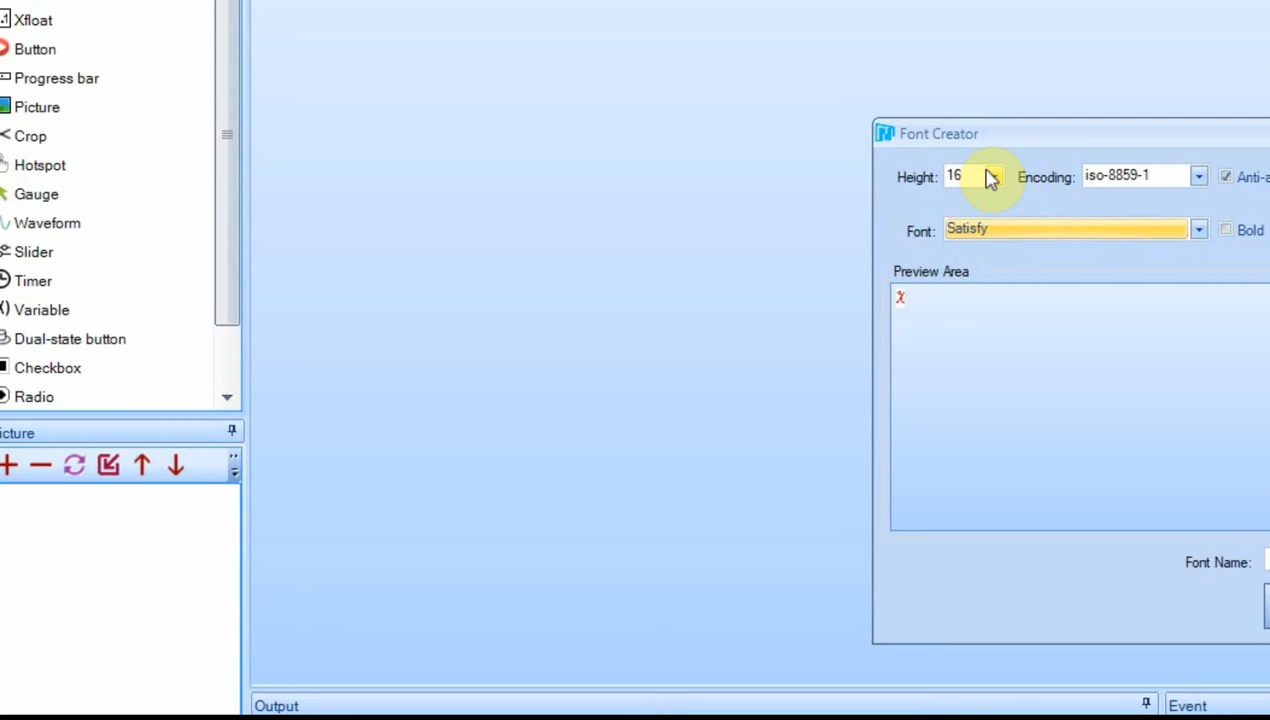 Xfloat
Button
Progress bar
Picture
Crop
Hotspot
Gauge
Waveform
Slider
Timer
Variable
Dual-state button
Checkbox
Radio
icture
Font Creator
Height: 16 Encoding: iso-8859-1 Anti-a
Font: Satisfy Bold
Preview Area
Font Name:
Output
Event